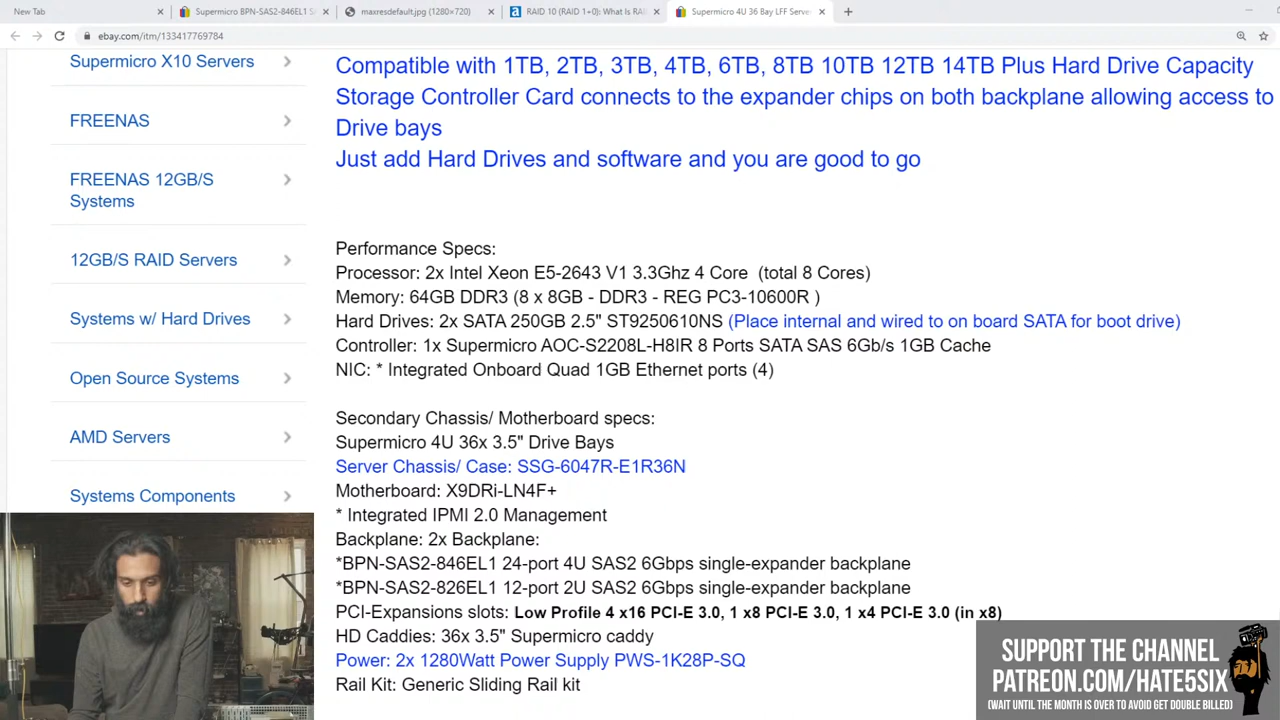 New Tab
Supermicro BPN-SAS2-846EL1 S
maxresdefault.jpg (1280×720)
RAID 10 (RAID 1+0): What Is RAI
Supermicro 4U 36 Bay LFF Server
ebay.com/itm/133417769784
Supermicro X10 Servers
FREENAS
FREENAS 12GB/S
Systems
12GB/S RAID Servers
Systems w/ Hard Drives
Open Source Systems
AMD Servers
Systems Components
Compatible with 1TB, 2TB, 3TB, 4TB, 6TB, 8TB 10TB 12TB 14TB Plus Hard Drive Capacity
Storage Controller Card connects to the expander chips on both backplane allowing access to
Drive bays
Just add Hard Drives and software and you are good to go
Performance Specs:
Processor: 2x Intel Xeon E5-2643 V1 3.3Ghz 4 Core (total 8 Cores)
Memory: 64GB DDR3 (8 x 8GB - DDR3 - REG PC3-10600R )
Hard Drives: 2x SATA 250GB 2.5" ST9250610NS (Place internal and wired to on board SATA for boot drive)
Controller: 1x Supermicro AOC-S2208L-H8IR 8 Ports SATA SAS 6Gb/s 1GB Cache
NIC: * Integrated Onboard Quad 1GB Ethernet ports (4)
Secondary Chassis/ Motherboard specs:
Supermicro 4U 36x 3.5" Drive Bays
Server Chassis/ Case: SSG-6047R-E1R36N
Motherboard: X9DRi-LN4F+
* Integrated IPMI 2.0 Management
Backplane: 2x Backplane:
*BPN-SAS2-846EL1 24-port 4U SAS2 6Gbps single-expander backplane
*BPN-SAS2-826EL1 12-port 2U SAS2 6Gbps single-expander backplane
PCI-Expansions slots: Low Profile 4 x16 PCI-E 3.0, 1 x8 PCI-E 3.0, 1 x4 PCI-E 3.0 (in x8)
HD Caddies: 36x 3.5" Supermicro caddy
Power: 2x 1280Watt Power Supply PWS-1K28P-SQ
Rail Kit: Generic Sliding Rail kit
SUPPORT THE CHANNEL
PATREON.COM/HATE5SIX
(WAIT UNTIL THE MONTH IS OVER TO AVOID GET DOUBLE BILLED)